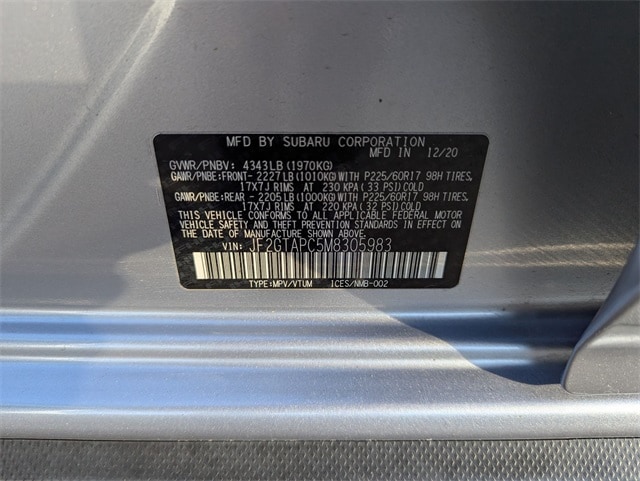 MFD BY SUBARU CORPORATION
MFD IN 12/20
GVWR/PNBV: 4343LB (1970KG)
GAWR/PNBE:FRONT- 2227LB(1010KG)WITH P225/60R17 98H TIRES,
17X7J RIMS AT 230 KPA (33 PSI)COLD
GAWR/PNBE:REAR - 2205LB(1000KG)WITH P225/60R17 98H TIRES,
17X7J RIMS AT 220 KPA (32 PSI)COLD
THIS VEHICLE CONFORMS TO ALL APPLICABLE FEDERAL MOTOR
VEHICLE SAFETY AND THEFT PREVENTION STANDARDS IN EFFECT ON
THE DATE OF MANUFACTURE SHOWN ABOVE.
VIN: JF2GTAPC5M8305983
TYPE:MPV/VTUM ICES/NMB-002